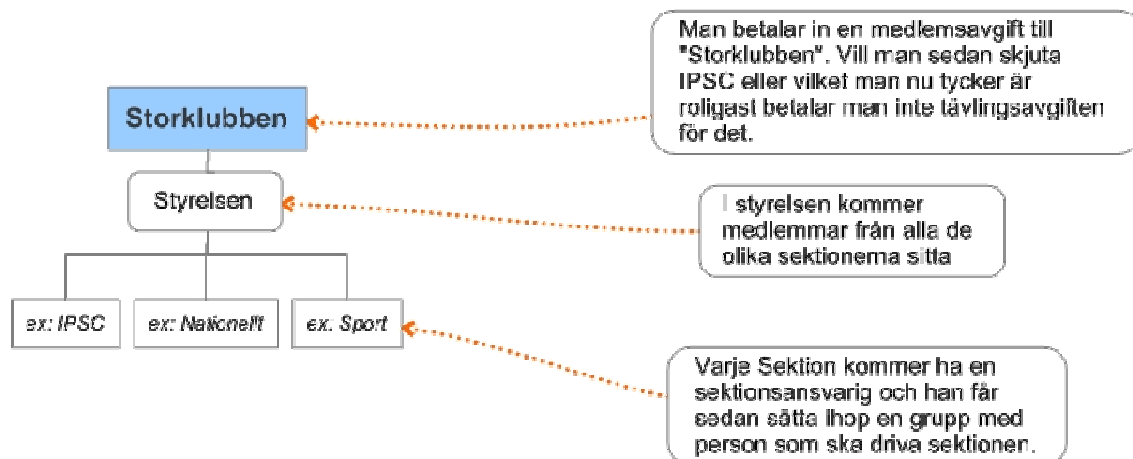 Man betalar in en medlemsavgift till
"Storklubben". Vill man sedan skjuta
IPSC eller vilket man nu tycker är
roligast betalar man inte tävlingsavgiften
för det.
Storklubben
Styrelsen
I styrelsen kommer
medlemmar från alla de
olika sektionerna sitta
ex: IPSC
ex: Nationellt
ex: Sport
Varje Sektion kommer ha en
sektionsansvarig och han får
sedan sätta ihop en grupp med
person som ska driva sektionen.